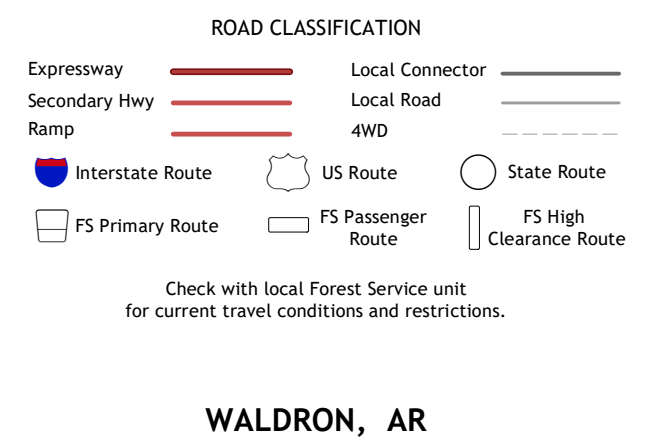 ROAD CLASSIFICATION
Expressway
Local Connector
Secondary Hwy
Local Road
Ramp
4WD
Interstate Route
US Route
State Route
FS Primary Route
FS Passenger
Route
FS High
Clearance Route
Check with local Forest Service unit
for current travel conditions and restrictions.
WALDRON, AR